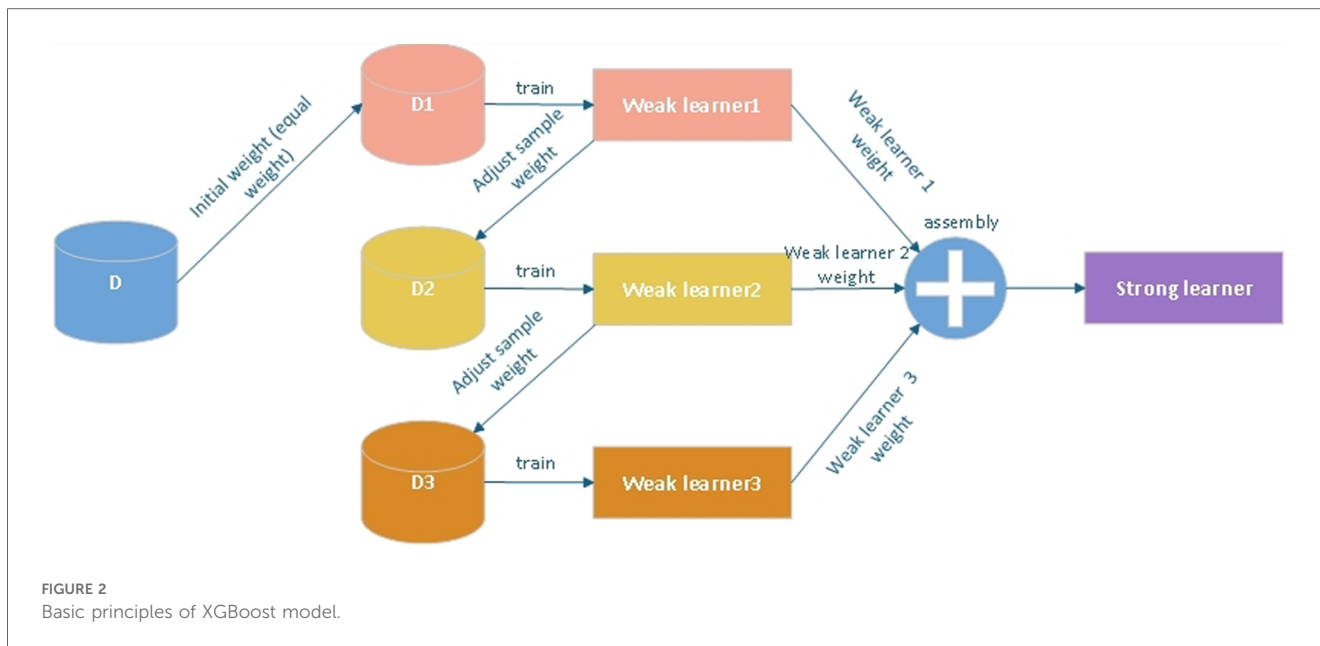 D1
train
Weak learner1
Initial weight (equal
weight)
Adjust sample
weight
Weak learner 1
weight
assembly
D
D2
train
Weak learner2
Weak learner 2
weight
Strong learner
Adjust sample
weight
D3
train
Weak learner3
Weak learner 3
weight
FIGURE 2
Basic principles of XGBoost model.